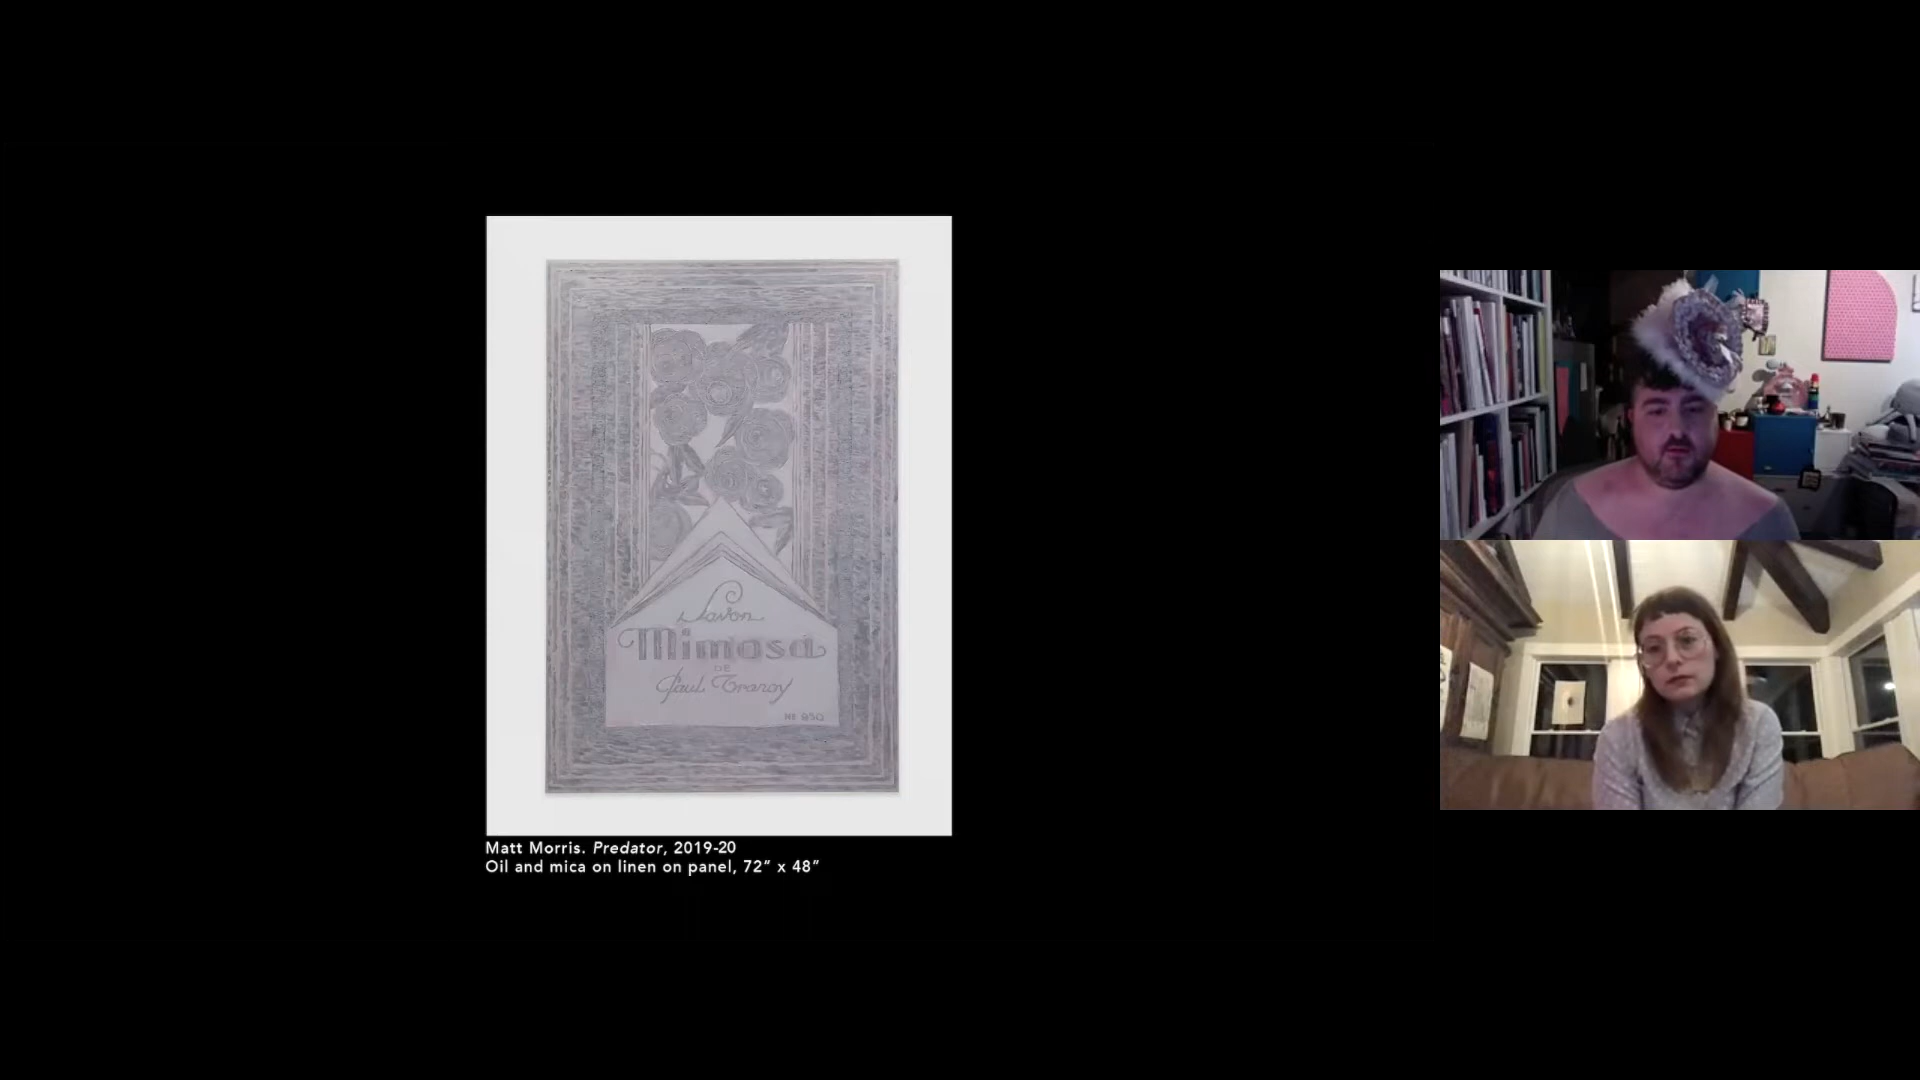 Savon
Mimosa
DE
Paul Tranoy
Nº 950
Matt Morris. Predator, 2019-20
Oil and mica on linen on panel, 72” x 48”